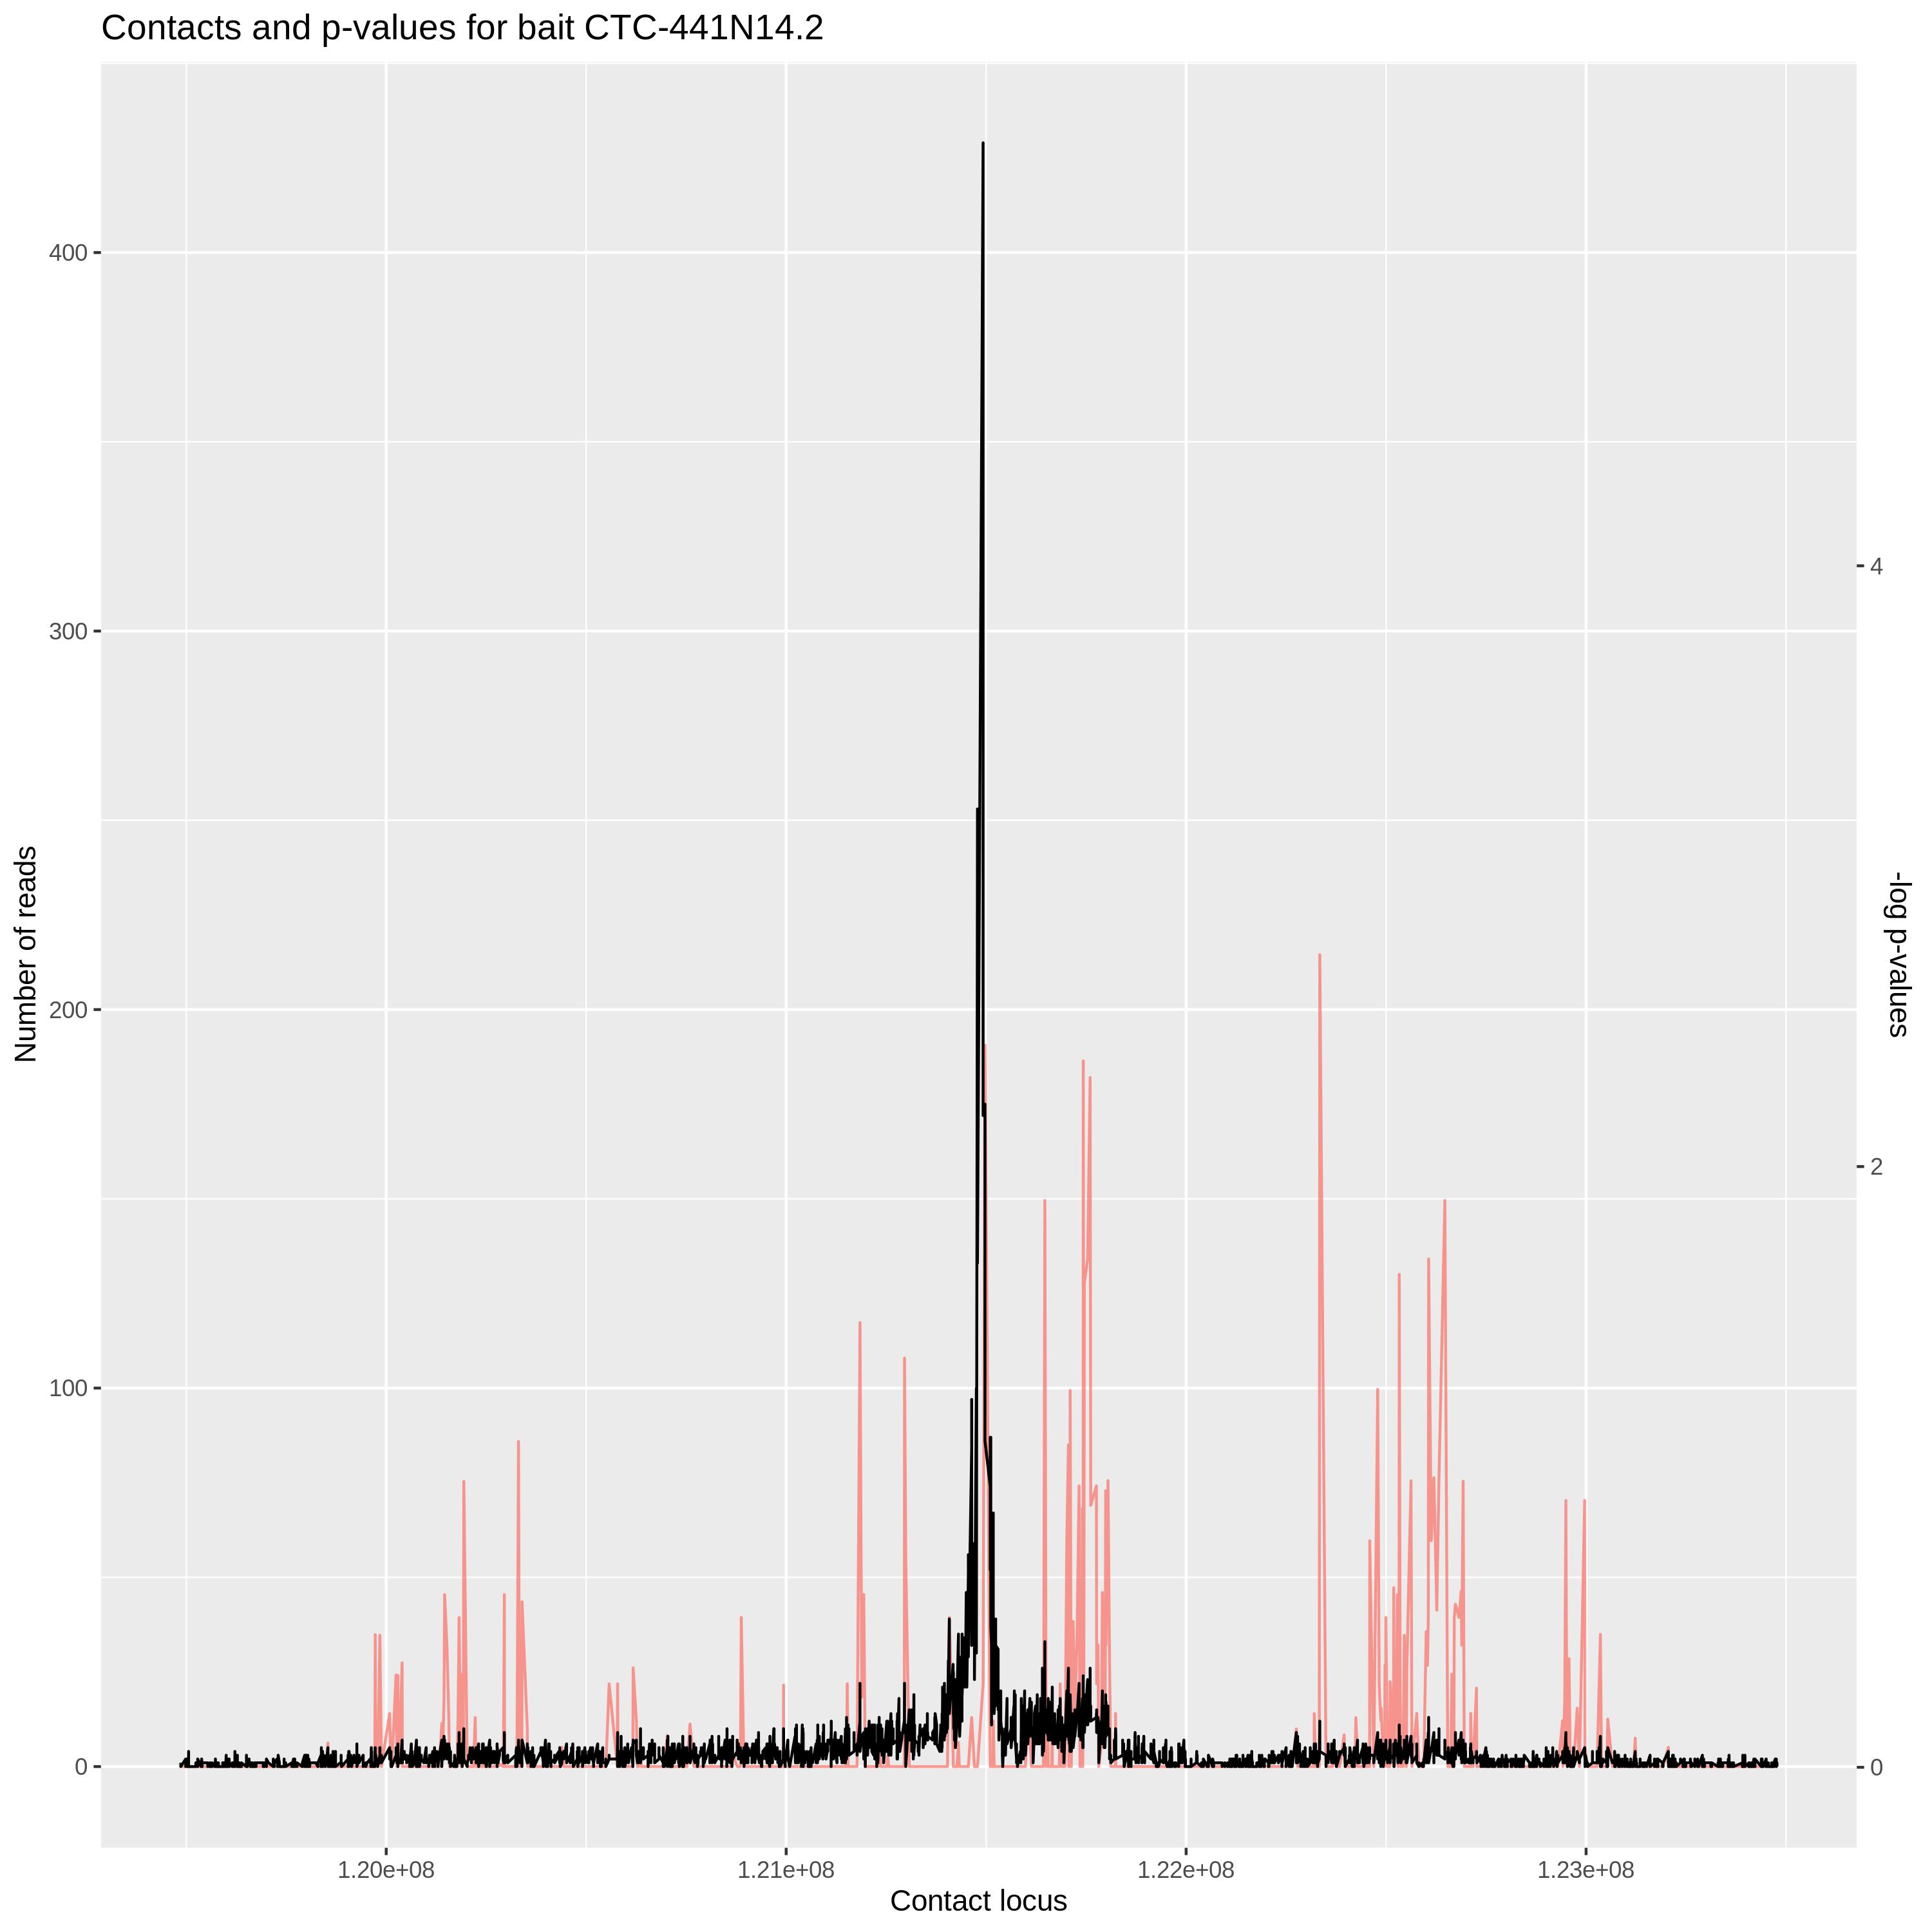 Contacts and p-values for bait CTC-441N14.2
400
300
200
100
0
Number of reads
4
2
0
-log p-values
1.20e+08
1.21e+08
1.22e+08
1.23e+08
Contact locus